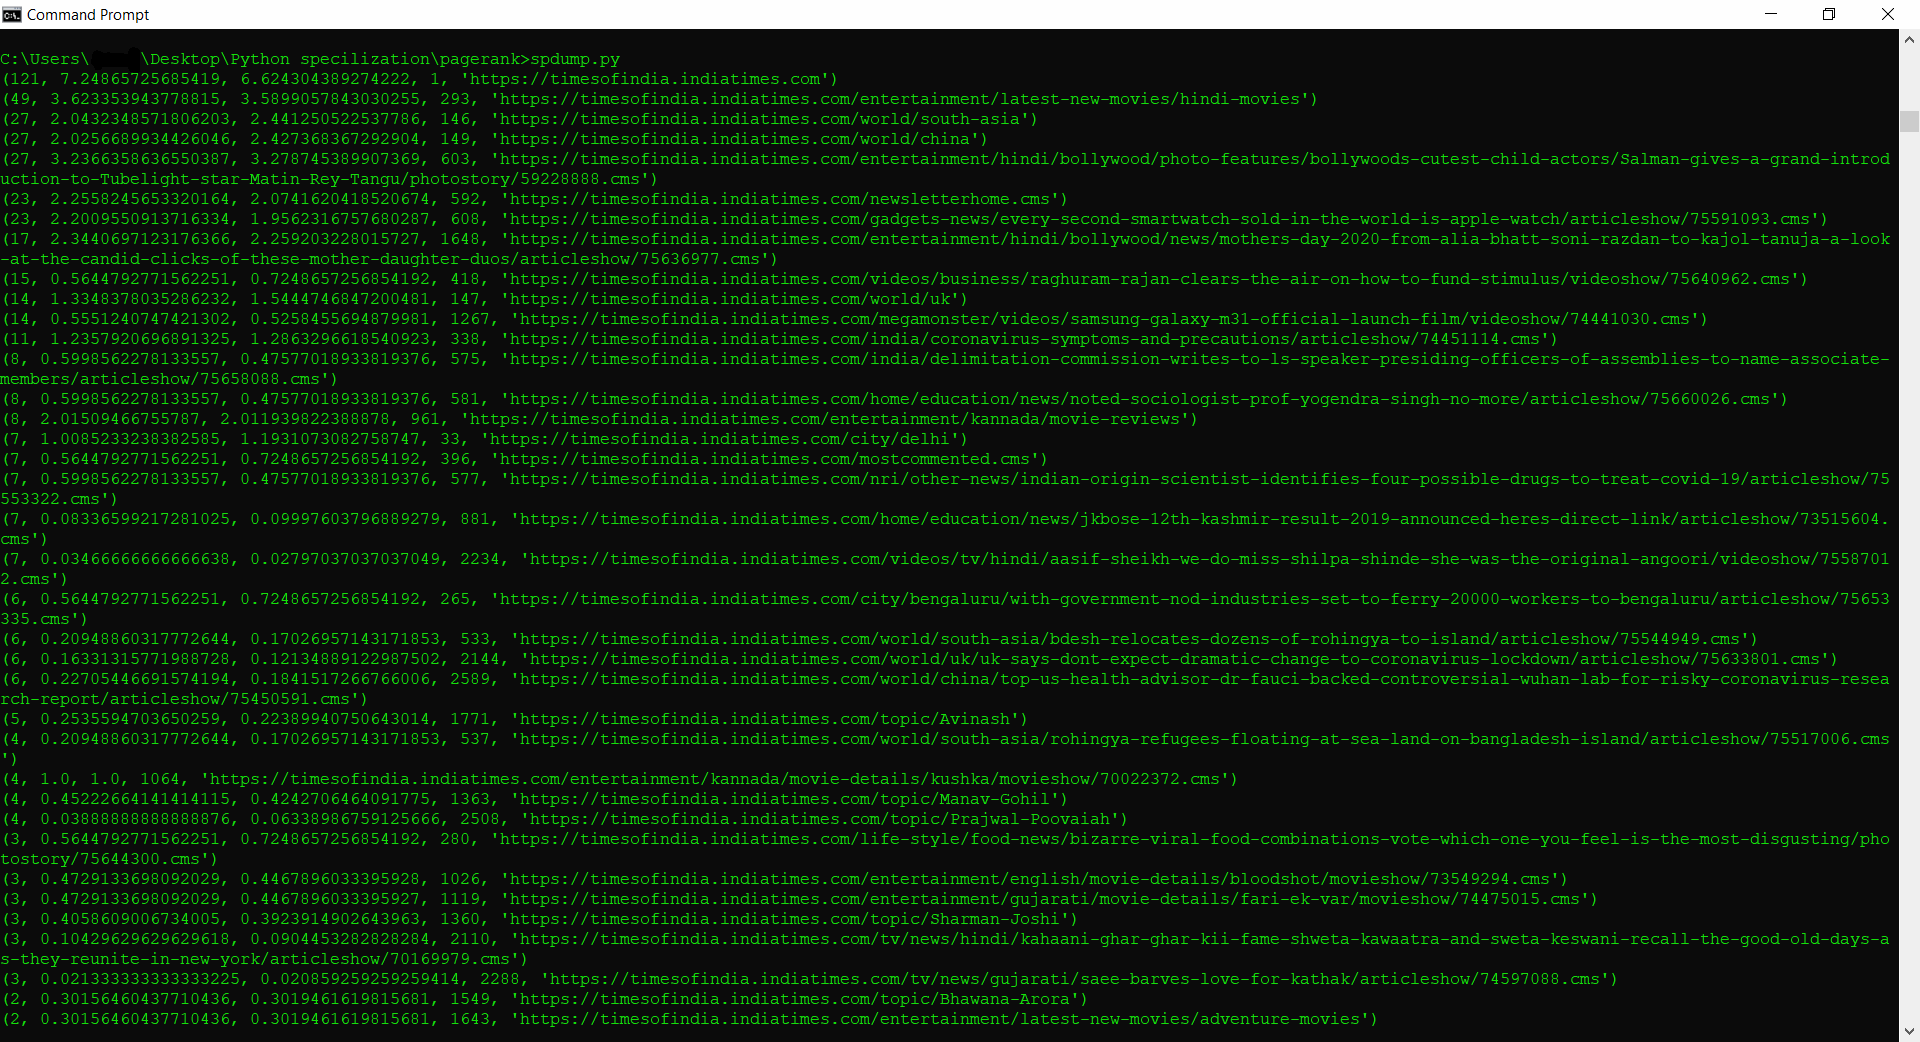 Command Prompt
C:\Users\ \Desktop\Python specilization\pagerank>spdump.py
(121, 7.24865725685419, 6.624304389274222, 1, 'https://timesofindia.indiatimes.com')
(49, 3.623353943778815, 3.5899057843030255, 293, 'https://timesofindia.indiatimes.com/entertainment/latest-new-movies/hindi-movies')
(27, 2.0432348571806203, 2.441250522537786, 146, 'https://timesofindia.indiatimes.com/world/south-asia')
(27, 2.0256689934426046, 2.427368367292904, 149, 'https://timesofindia.indiatimes.com/world/china')
(27, 3.2366358636550387, 3.278745389907369, 603, 'https://timesofindia.indiatimes.com/entertainment/hindi/bollywood/photo-features/bollywoods-cutest-child-actors/Salman-gives-a-grand-introd
uction-to-Tubelight-star-Matin-Rey-Tangu/photostory/59228888.cms')
(23, 2.2558245653320164, 2.0741620418520674, 592, 'https://timesofindia.indiatimes.com/newsletterhome.cms')
(23, 2.2009550913716334, 1.9562316757680287, 608, 'https://timesofindia.indiatimes.com/gadgets-news/every-second-smartwatch-sold-in-the-world-is-apple-watch/articleshow/75591093.cms')
(17, 2.3440697123176366, 2.259203228015727, 1648, 'https://timesofindia.indiatimes.com/entertainment/hindi/bollywood/news/mothers-day-2020-from-alia-bhatt-soni-razdan-to-kajol-tanuja-a-look
-at-the-candid-clicks-of-these-mother-daughter-duos/articleshow/75636977.cms')
(15, 0.5644792771562251, 0.7248657256854192, 418, 'https://timesofindia.indiatimes.com/videos/business/raghuram-rajan-clears-the-air-on-how-to-fund-stimulus/videoshow/75640962.cms')
(14, 1.3348378035286232, 1.5444746847200481, 147, 'https://timesofindia.indiatimes.com/world/uk')
(14, 0.5551240747421302, 0.5258455694879981, 1267, 'https://timesofindia.indiatimes.com/megamonster/videos/samsung-galaxy-m31-official-launch-film/videoshow/74441030.cms')
(11, 1.2357920696891325, 1.2863296618540923, 338, 'https://timesofindia.indiatimes.com/india/coronavirus-symptoms-and-precautions/articleshow/74451114.cms')
(8, 0.5998562278133557, 0.47577018933819376, 575, 'https://timesofindia.indiatimes.com/india/delimitation-commission-writes-to-ls-speaker-presiding-officers-of-assemblies-to-name-associate-
members/articleshow/75658088.cms')
(8, 0.5998562278133557, 0.47577018933819376, 581, 'https://timesofindia.indiatimes.com/home/education/news/noted-sociologist-prof-yogendra-singh-no-more/articleshow/75660026.cms')
(8, 2.01509466755787, 2.011939822388878, 961, 'https://timesofindia.indiatimes.com/entertainment/kannada/movie-reviews')
(7, 1.0085233238382585, 1.1931073082758747, 33, 'https://timesofindia.indiatimes.com/city/delhi')
(7, 0.5644792771562251, 0.7248657256854192, 396, 'https://timesofindia.indiatimes.com/mostcommented.cms')
(7, 0.5998562278133557, 0.47577018933819376, 577, 'https://timesofindia.indiatimes.com/nri/other-news/indian-origin-scientist-identifies-four-possible-drugs-to-treat-covid-19/articleshow/75
553322.cms')
(7, 0.08336599217281025, 0.09997603796889279, 881, 'https://timesofindia.indiatimes.com/home/education/news/jkbose-12th-kashmir-result-2019-announced-heres-direct-link/articleshow/73515604.
cms')
(7, 0.03466666666666638, 0.02797037037037049, 2234, 'https://timesofindia.indiatimes.com/videos/tv/hindi/aasif-sheikh-we-do-miss-shilpa-shinde-she-was-the-original-angoori/videoshow/7558701
2.cms')
(6, 0.5644792771562251, 0.7248657256854192, 265, 'https://timesofindia.indiatimes.com/city/bengaluru/with-government-nod-industries-set-to-ferry-20000-workers-to-bengaluru/articleshow/75653
335.cms')
(6, 0.20948860317772644, 0.17026957143171853, 533, 'https://timesofindia.indiatimes.com/world/south-asia/bdesh-relocates-dozens-of-rohingya-to-island/articleshow/75544949.cms')
(6, 0.16331315771988728, 0.12134889122987502, 2144, 'https://timesofindia.indiatimes.com/world/uk/uk-says-dont-expect-dramatic-change-to-coronavirus-lockdown/articleshow/75633801.cms')
(6, 0.22705446691574194, 0.1841517266766006, 2589, 'https://timesofindia.indiatimes.com/world/china/top-us-health-advisor-dr-fauci-backed-controversial-wuhan-lab-for-risky-coronavirus-resea
rch-report/articleshow/75450591.cms')
(5, 0.2535594703650259, 0.22389940750643014, 1771, 'https://timesofindia.indiatimes.com/topic/Avinash')
(4, 0.20948860317772644, 0.17026957143171853, 537, 'https://timesofindia.indiatimes.com/world/south-asia/rohingya-refugees-floating-at-sea-land-on-bangladesh-island/articleshow/75517006.cms
')
(4, 1.0, 1.0, 1064, 'https://timesofindia.indiatimes.com/entertainment/kannada/movie-details/kushka/movieshow/70022372.cms')
(4, 0.45222664141414115, 0.4242706464091775, 1363, 'https://timesofindia.indiatimes.com/topic/Manav-Gohil')
(4, 0.03888888888888876, 0.06338986759125666, 2508, 'https://timesofindia.indiatimes.com/topic/Prajwal-Poovaiah')
(3, 0.5644792771562251, 0.7248657256854192, 280, 'https://timesofindia.indiatimes.com/life-style/food-news/bizarre-viral-food-combinations-vote-which-one-you-feel-is-the-most-disgusting/pho
tostory/75644300.cms')
(3, 0.4729133698092029, 0.4467896033395928, 1026, 'https://timesofindia.indiatimes.com/entertainment/english/movie-details/bloodshot/movieshow/73549294.cms')
(3, 0.4729133698092029, 0.4467896033395927, 1119, 'https://timesofindia.indiatimes.com/entertainment/gujarati/movie-details/fari-ek-var/movieshow/74475015.cms')
(3, 0.4058609006734005, 0.39239149026439​63, 1360, 'https://timesofindia.indiatimes.com/topic/Sharman-Joshi')
(3, 0.10429629629629618, 0.0904453282828284, 2110, 'https://timesofindia.indiatimes.com/tv/news/hindi/kahaani-ghar-ghar-kii-fame-shweta-kawaatra-and-sweta-keswani-recall-the-good-old-days-a
s-they-reunite-in-new-york/articleshow/70169979.cms')
(3, 0.021333333333333225, 0.020859259259259414, 2288, 'https://timesofindia.indiatimes.com/tv/news/gujarati/saee-barves-love-for-kathak/articleshow/74597088.cms')
(2, 0.30156460437710436, 0.3019461619815681, 1549, 'https://timesofindia.indiatimes.com/topic/Bhawana-Arora')
(2, 0.30156460437710436, 0.3019461619815681, 1643, 'https://timesofindia.indiatimes.com/entertainment/latest-new-movies/adventure-movies')